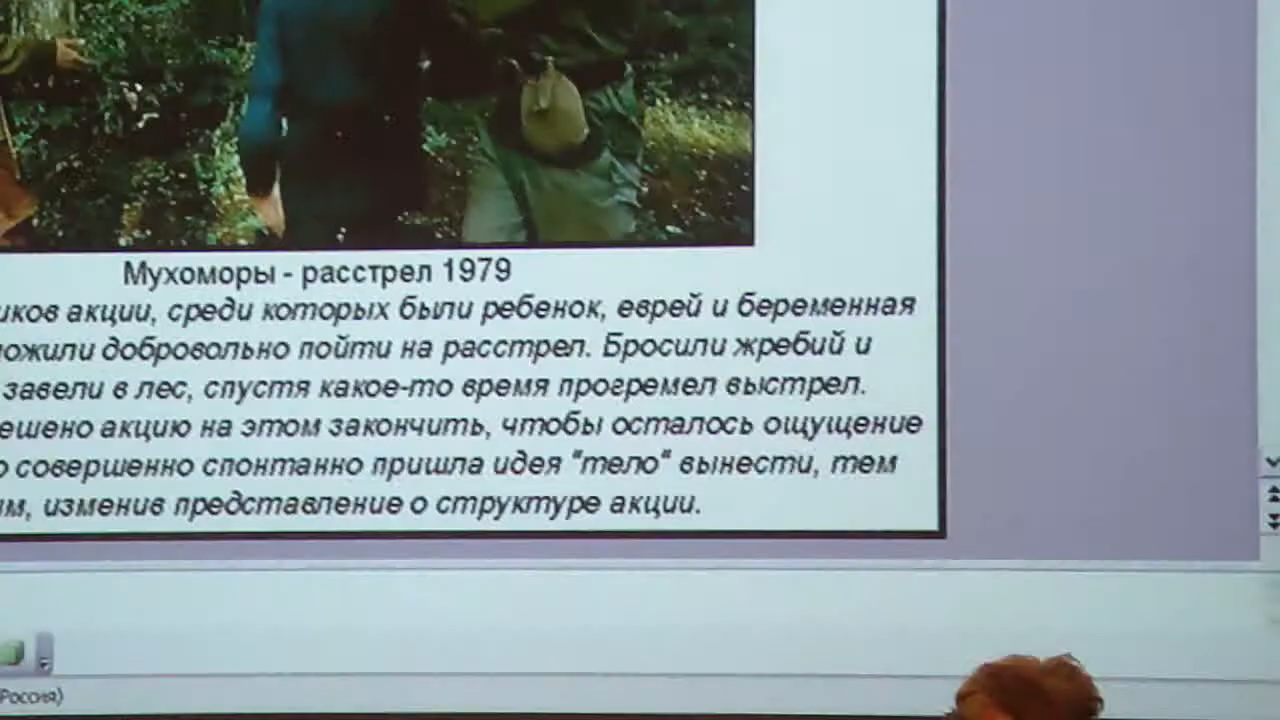 Мухоморы - расстрел 1979
иков акции, среди которых были ребенок, еврей и беременная
ожили добровольно пойти на расстрел. Бросили жребий и
завели в лес, спустя какое-то время прогремел выстрел.
ешено акцию на этом закончить, чтобы осталось ощущение
о совершенно спонтанно пришла идея "тело" вынести, тем
им, изменив представление о структуре акции.
Россия)